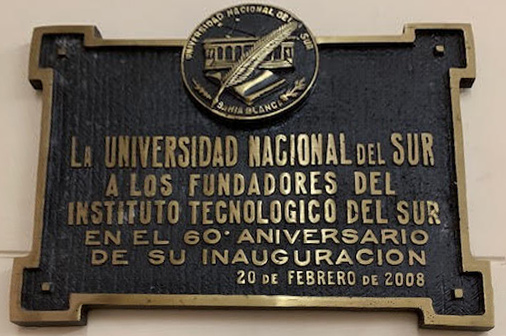 UNIVERSIDAD NACIONAL DEL SUR
BAHIA BLANCA
LA UNIVERSIDAD NACIONAL DEL SUR
A LOS FUNDADORES DEL
INSTITUTO TECNOLOGICO DEL SUR
EN EL 60° ANIVERSARIO
DE SU INAUGURACION
20 DE FEBRERO DE 2008